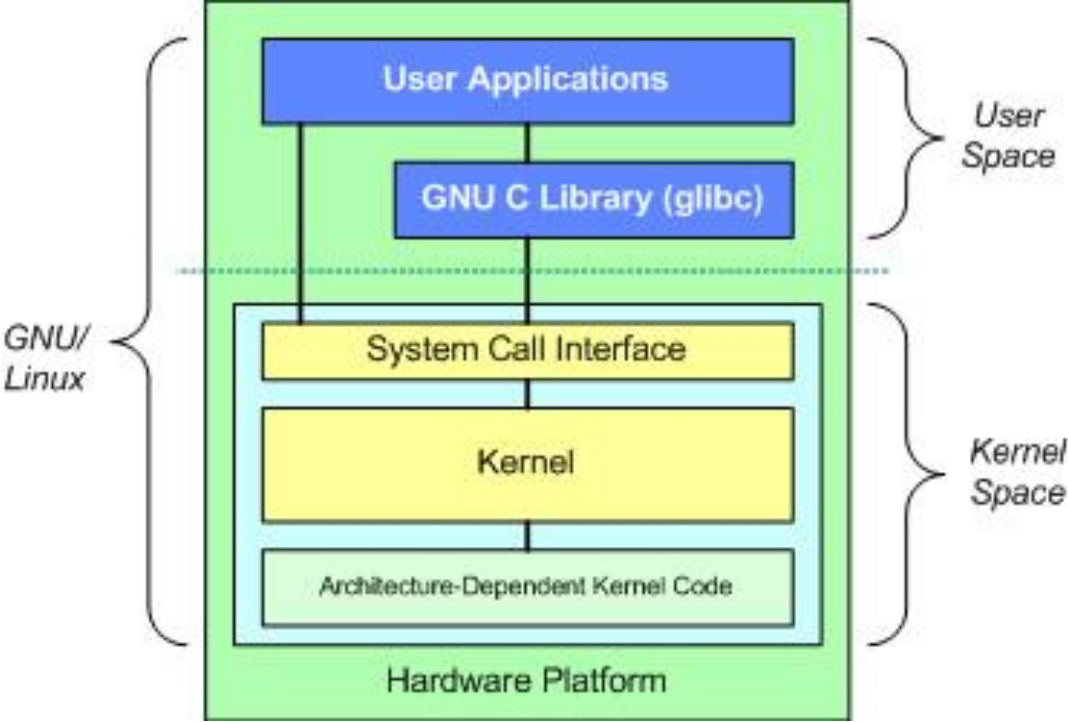 User Applications
User
Space
GNU C Library (glibc)
GNU/
Linux
System Call Interface
Kernel
Kernel
Space
Architecture-Dependent Kernel Code
Hardware Platform